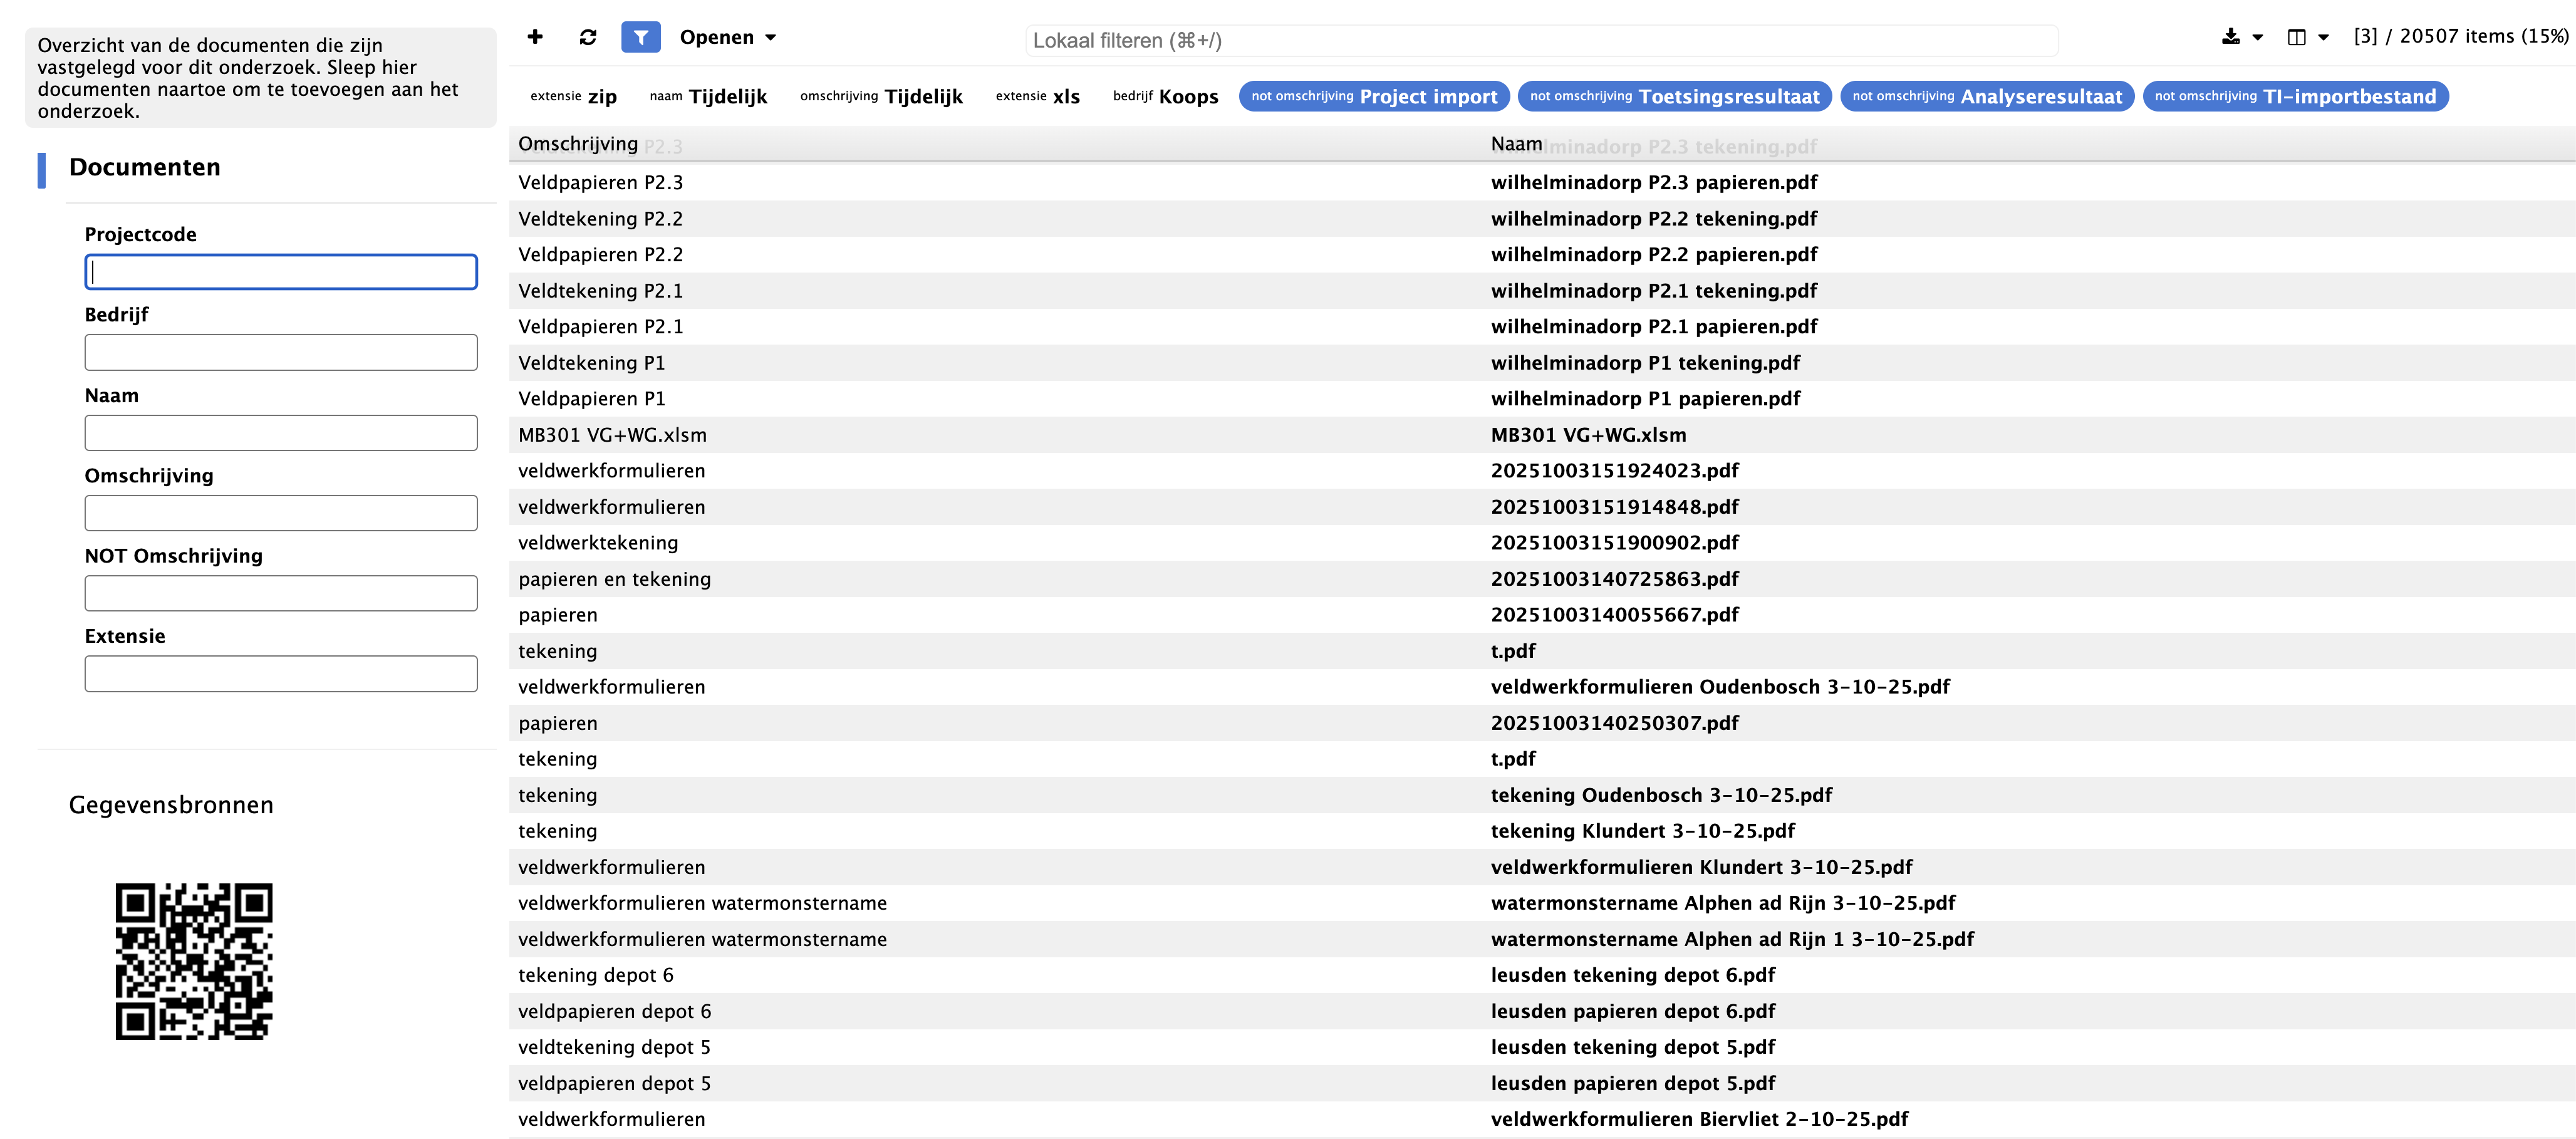 Overzicht van de documenten die zijn
vastgelegd voor dit onderzoek. Sleep hier
documenten naartoe om te toevoegen aan het
onderzoek.
Documenten
Projectcode
Bedrijf
Naam
Omschrijving
NOT Omschrijving
Extensie
Gegevensbronnen
Openen
Lokaal filteren (⌘+/)
[3] / 20507 items (15%)
extensie zip naam Tijdelijk omschrijving Tijdelijk extensie xls bedrijf Koops not omschrijving Project import not omschrijving Toetsingsresultaat not omschrijving Analyseresultaat not omschrijving TI-importbestand
Omschrijving Naam
P2.3 wilhelminadorp P2.3 tekening.pdf
Veldpapieren P2.3 wilhelminadorp P2.3 papieren.pdf
Veldtekening P2.2 wilhelminadorp P2.2 tekening.pdf
Veldpapieren P2.2 wilhelminadorp P2.2 papieren.pdf
Veldtekening P2.1 wilhelminadorp P2.1 tekening.pdf
Veldpapieren P2.1 wilhelminadorp P2.1 papieren.pdf
Veldtekening P1 wilhelminadorp P1 tekening.pdf
Veldpapieren P1 wilhelminadorp P1 papieren.pdf
MB301 VG+WG.xlsm MB301 VG+WG.xlsm
veldwerkformulieren 20251003151924023.pdf
veldwerkformulieren 20251003151914848.pdf
veldwerktekening 20251003151900902.pdf
papieren en tekening 20251003140725863.pdf
papieren 20251003140055667.pdf
tekening t.pdf
veldwerkformulieren veldwerkformulieren Oudenbosch 3-10-25.pdf
papieren 20251003140250307.pdf
tekening t.pdf
tekening tekening Oudenbosch 3-10-25.pdf
tekening tekening Klundert 3-10-25.pdf
veldwerkformulieren veldwerkformulieren Klundert 3-10-25.pdf
veldwerkformulieren watermonstername watermonstername Alphen ad Rijn 3-10-25.pdf
veldwerkformulieren watermonstername watermonstername Alphen ad Rijn 1 3-10-25.pdf
tekening depot 6 leusden tekening depot 6.pdf
veldpapieren depot 6 leusden papieren depot 6.pdf
veldtekening depot 5 leusden tekening depot 5.pdf
veldpapieren depot 5 leusden papieren depot 5.pdf
veldwerkformulieren veldwerkformulieren Biervliet 2-10-25.pdf